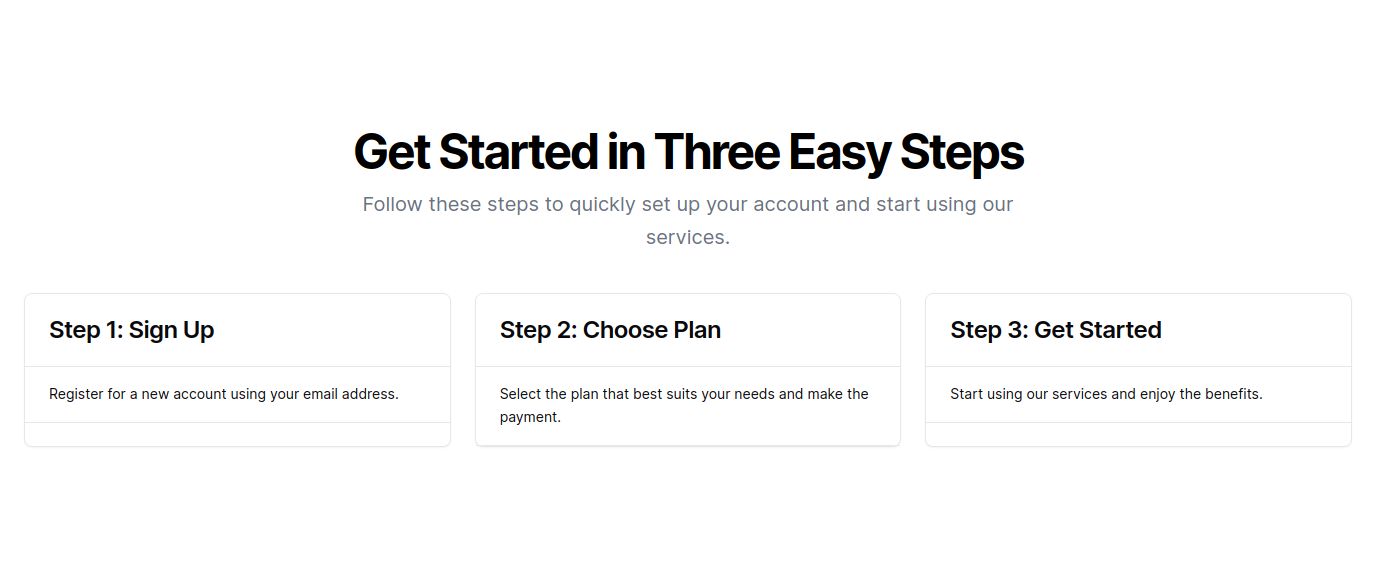 Get Started in Three Easy Steps
Follow these steps to quickly set up your account and start using our
services.
Step 1: Sign Up
Register for a new account using your email address.
Step 2: Choose Plan
Select the plan that best suits your needs and make the
payment.
Step 3: Get Started
Start using our services and enjoy the benefits.